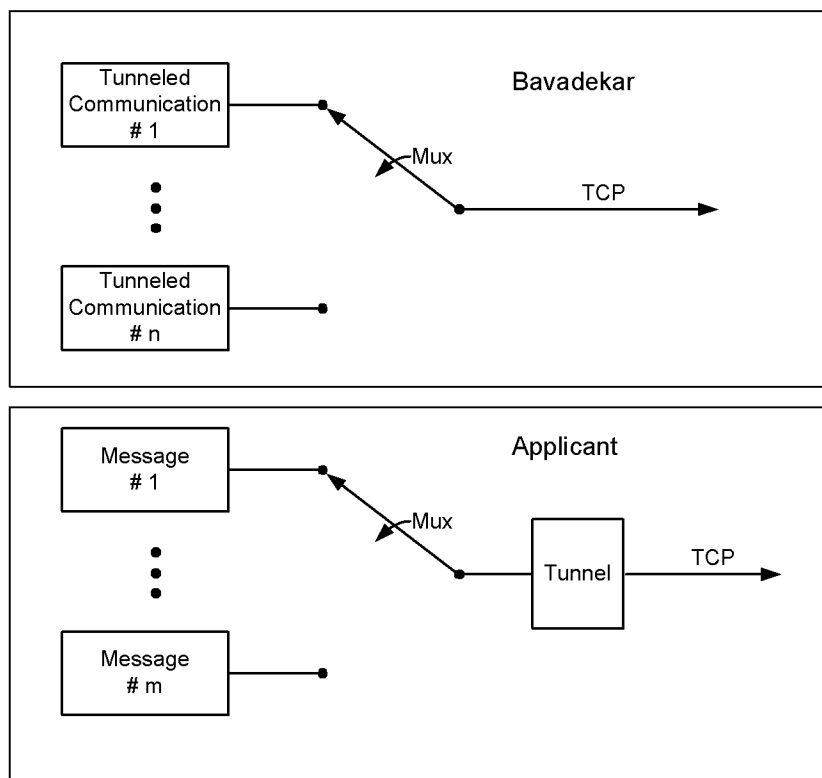 Bavadekar
Tunneled
Communication
# 1
Mux
TCP
Tunneled
Communication
# n
Applicant
Message
# 1
Mux
Tunnel
TCP
Message
# m